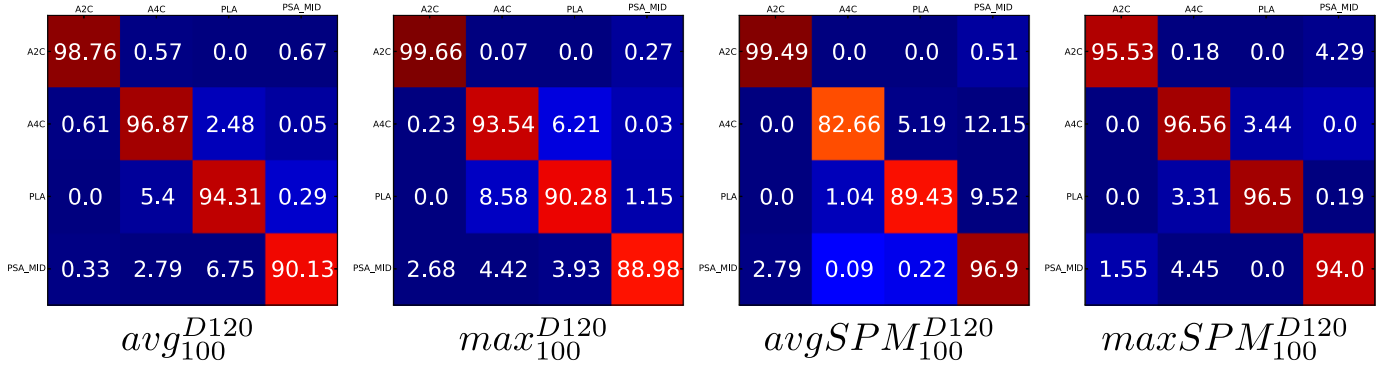 A2C A4C PLA PSA_MID
A2C 98.76 0.57 0.0 0.67
A4C 0.61 96.87 2.48 0.05
PLA 0.0 5.4 94.31 0.29
PSA_MID 0.33 2.79 6.75 90.13
avg_{100}^{D120}
A2C A4C PLA PSA_MID
A2C 99.66 0.07 0.0 0.27
A4C 0.23 93.54 6.21 0.03
PLA 0.0 8.58 90.28 1.15
PSA_MID 2.68 4.42 3.93 88.98
max_{100}^{D120}
A2C A4C PLA PSA_MID
A2C 99.49 0.0 0.0 0.51
A4C 0.0 82.66 5.19 12.15
PLA 0.0 1.04 89.43 9.52
PSA_MID 2.79 0.09 0.22 96.9
avgSPM_{100}^{D120}
A2C A4C PLA PSA_MID
A2C 95.53 0.18 0.0 4.29
A4C 0.0 96.56 3.44 0.0
PLA 0.0 3.31 96.5 0.19
PSA_MID 1.55 4.45 0.0 94.0
maxSPM_{100}^{D120}